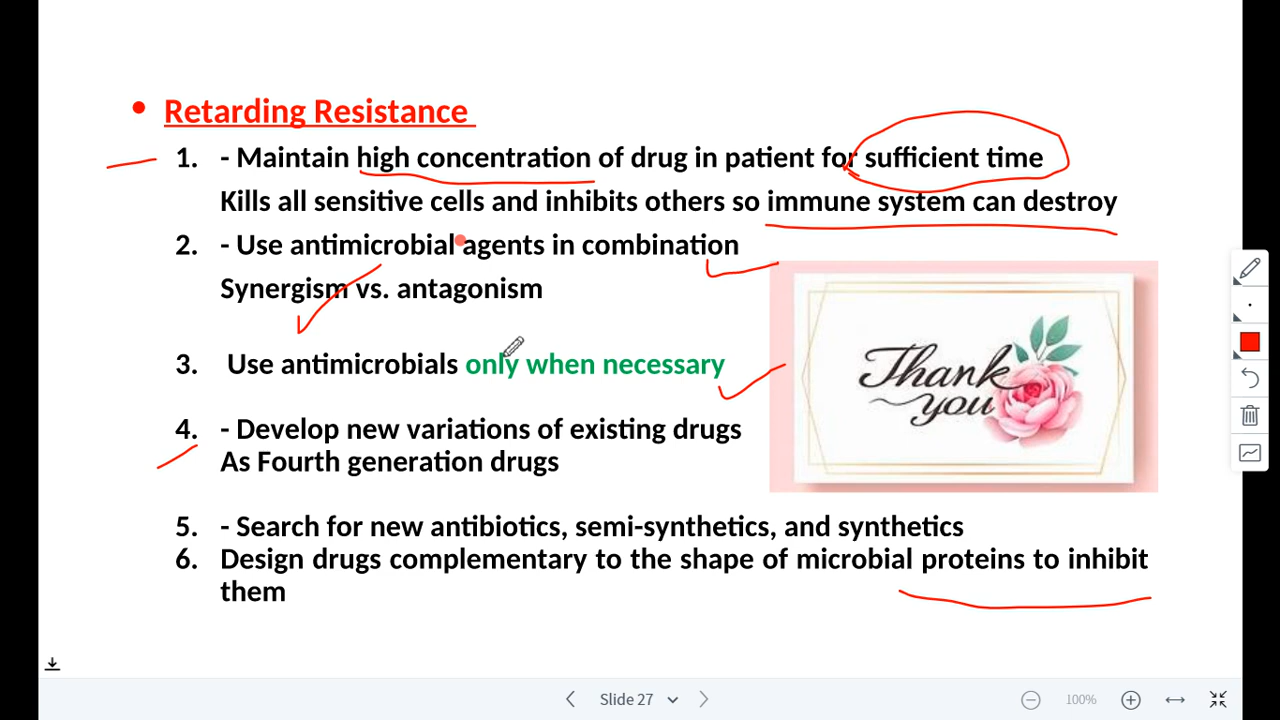 • Retarding Resistance
1. - Maintain high concentration of drug in patient for sufficient time
Kills all sensitive cells and inhibits others so immune system can destroy
2. - Use antimicrobial agents in combination
Synergism vs. antagonism
3. Use antimicrobials only when necessary
4. - Develop new variations of existing drugs
As Fourth generation drugs
Thank
you
5. - Search for new antibiotics, semi-synthetics, and synthetics
6. Design drugs complementary to the shape of microbial proteins to inhibit
them
Slide 27
100%